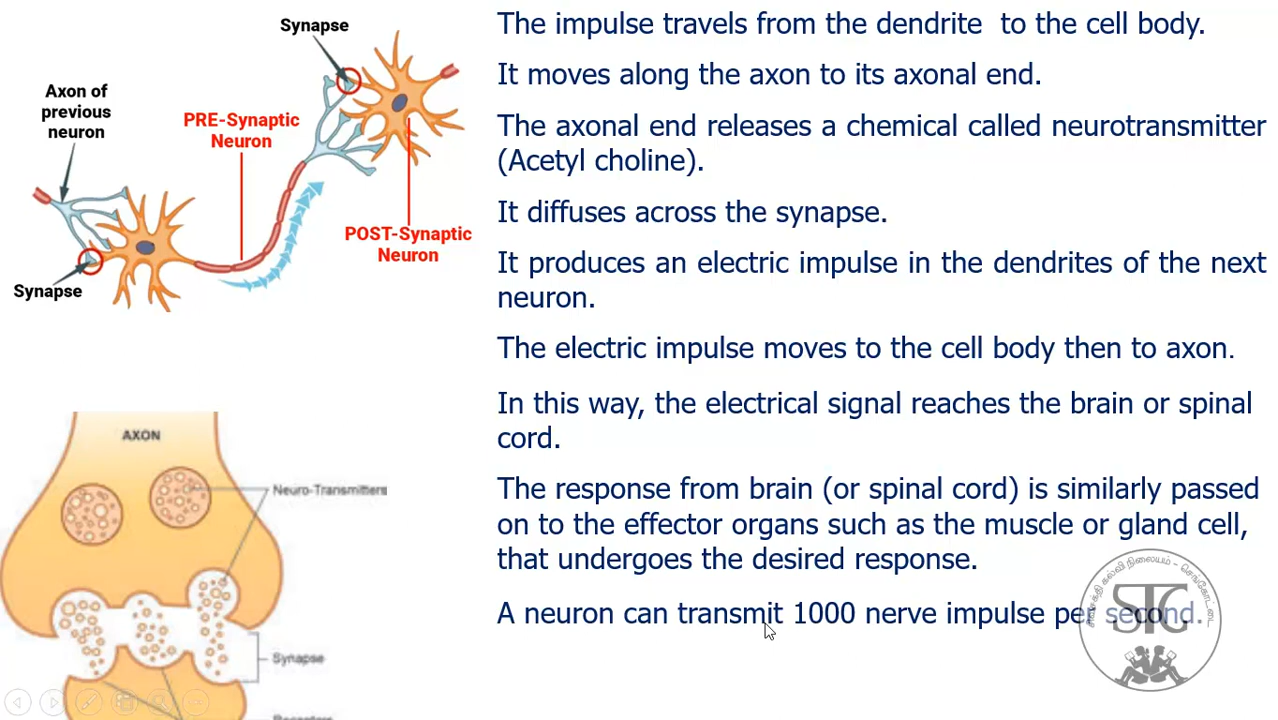 Synapse
Axon of
previous
neuron
PRE-Synaptic
Neuron
POST-Synaptic
Neuron
Synapse
The impulse travels from the dendrite to the cell body.
It moves along the axon to its axonal end.
The axonal end releases a chemical called neurotransmitter
(Acetyl choline).
It diffuses across the synapse.
It produces an electric impulse in the dendrites of the next
neuron.
The electric impulse moves to the cell body then to axon.
In this way, the electrical signal reaches the brain or spinal
cord.
The response from brain (or spinal cord) is similarly passed
on to the effector organs such as the muscle or gland cell,
that undergoes the desired response.
A neuron can transmit 1000 nerve impulse per second.
AXON
Neuro-Transmitters
Synapse
STG